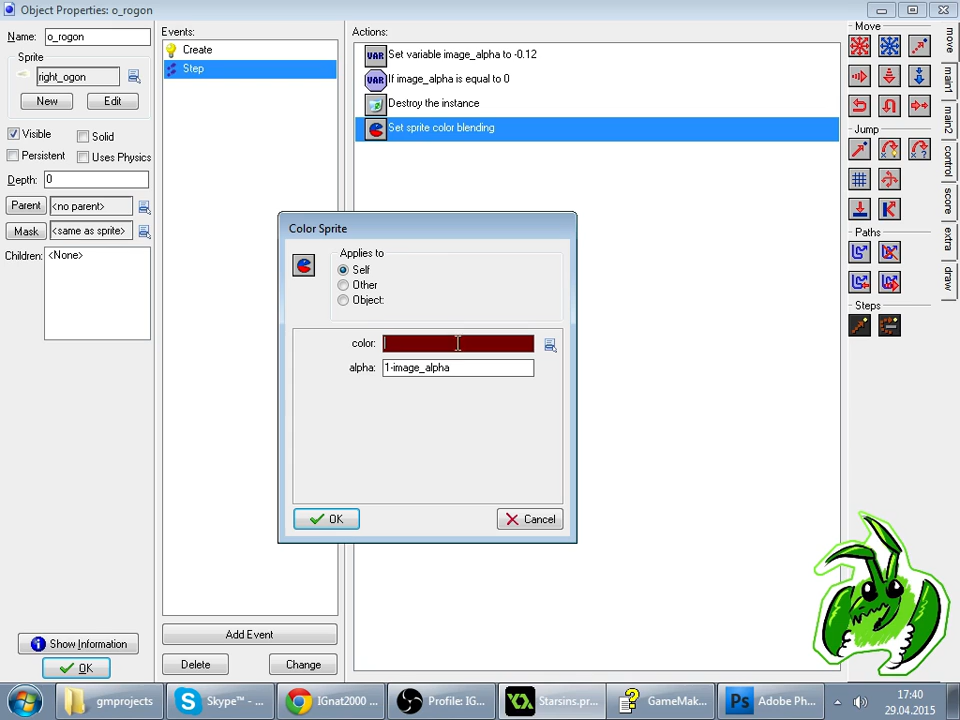 Object Properties: o_rogon
Name: o_rogon
Sprite
right_ogon
New
Edit
Visible
Solid
Persistent
Uses Physics
Depth: 0
Parent <no parent>
Mask <same as sprite>
Children: <None>
Show Information
OK
Events:
Create
Step
Add Event
Delete
Change
Actions:
VAR Set variable image_alpha to -0.12
VAR If image_alpha is equal to 0
Destroy the instance
Set sprite color blending
Color Sprite
Applies to
Self
Other
Object:
color:
alpha: 1-image_alpha
OK
Cancel
Move
Jump
Paths
Steps
move
main1
main2
control
score
extra
draw
gmprojects
Skype™ - ...
IGnat2000 ...
Profile: IG...
Starsins.pr...
GameMak...
Ps Adobe Ph...
17:40
29.04.2015